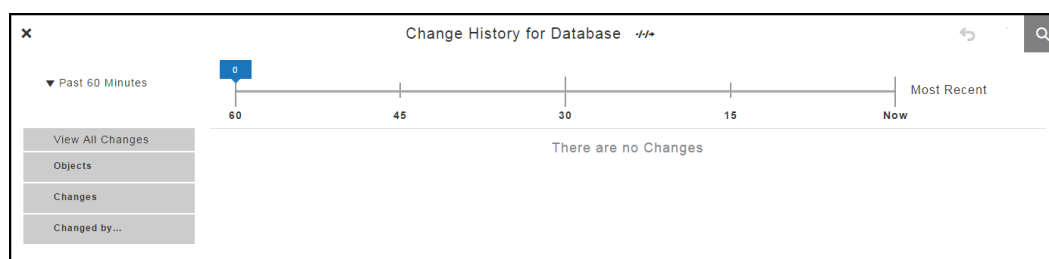 Change History for Database
Past 60 Minutes
0
Most Recent
60 45 30 15 Now
View All Changes
There are no Changes
Objects
Changes
Changed by...